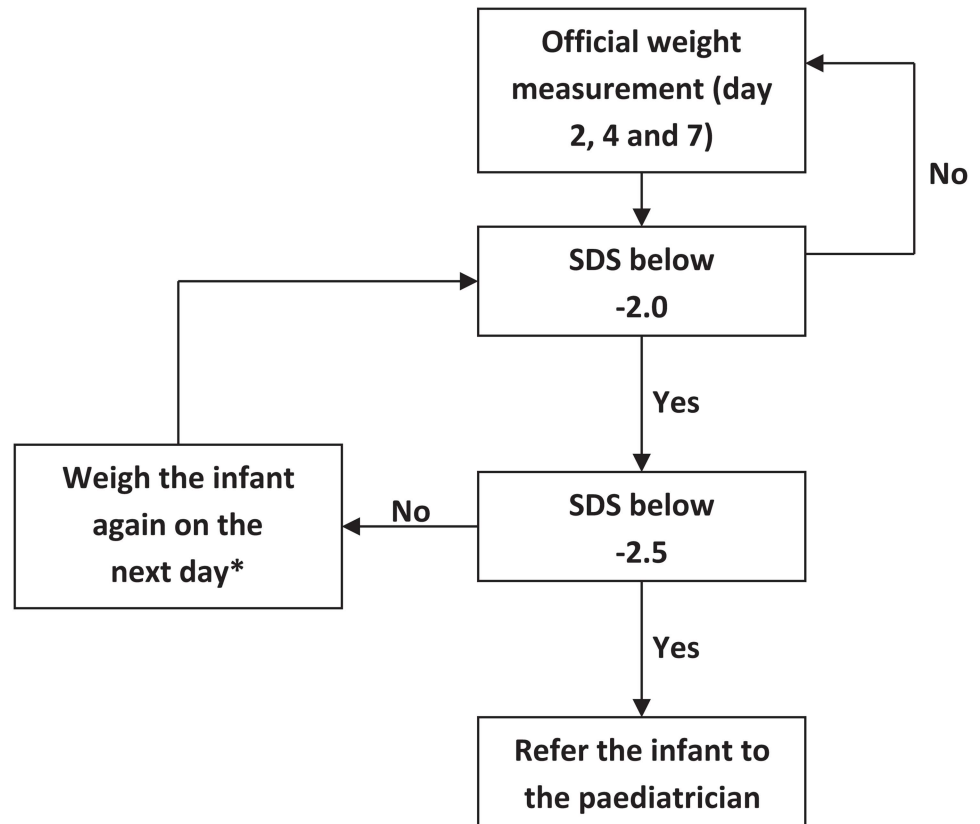 Official weight
measurement (day
2, 4 and 7)
No
SDS below
-2.0
Yes
Weigh the infant
again on the
next day*
No
SDS below
-2.5
Yes
Refer the infant to
the paediatrician